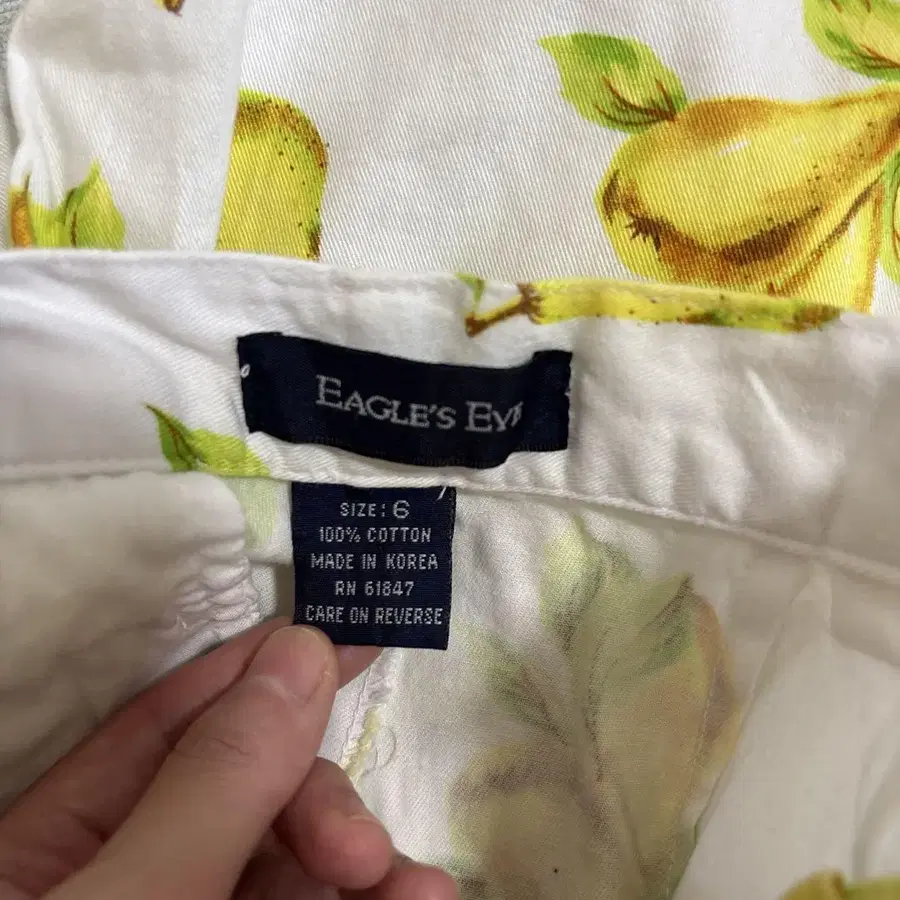 EAGLE'S EYE
SIZE: 6
100% COTTON
MADE IN KOREA
RN 61847
CARE ON REVERSE